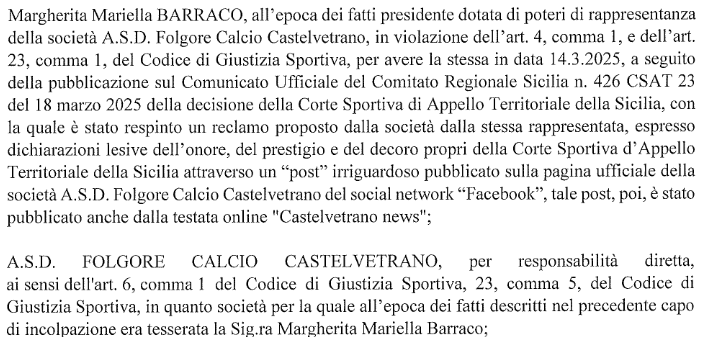 Margherita Mariella BARRACO, all'epoca dei fatti presidente dotata di poteri di rappresentanza
della società A.S.D. Folgore Calcio Castelvetrano, in violazione dell'art. 4, comma 1, e dell'art.
23, comma 1, del Codice di Giustizia Sportiva, per avere la stessa in data 14.3.2025, a seguito
della pubblicazione sul Comunicato Ufficiale del Comitato Regionale Sicilia n. 426 CSAT 23
del 18 marzo 2025 della decisione della Corte Sportiva di Appello Territoriale della Sicilia, con
la quale è stato respinto un reclamo proposto dalla società dalla stessa rappresentata, espresso
dichiarazioni lesive dell'onore, del prestigio e del decoro propri della Corte Sportiva d'Appello
Territoriale della Sicilia attraverso un “post” irriguardoso pubblicato sulla pagina ufficiale della
società A.S.D. Folgore Calcio Castelvetrano del social network “Facebook”, tale post, poi, è stato
pubblicato anche dalla testata online "Castelvetrano news";
A.S.D. FOLGORE CALCIO CASTELVETRANO, per responsabilità diretta,
ai sensi dell'art. 6, comma 1 del Codice di Giustizia Sportiva, 23, comma 5, del Codice di
Giustizia Sportiva, in quanto società per la quale all'epoca dei fatti descritti nel precedente capo
di incolpazione era tesserata la Sig.ra Margherita Mariella Barraco;